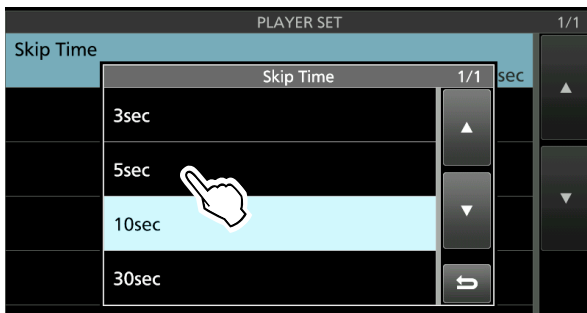 PLAYER SET 1/1
Skip Time
sec
Skip Time 1/1
3sec
5sec
10sec
30sec